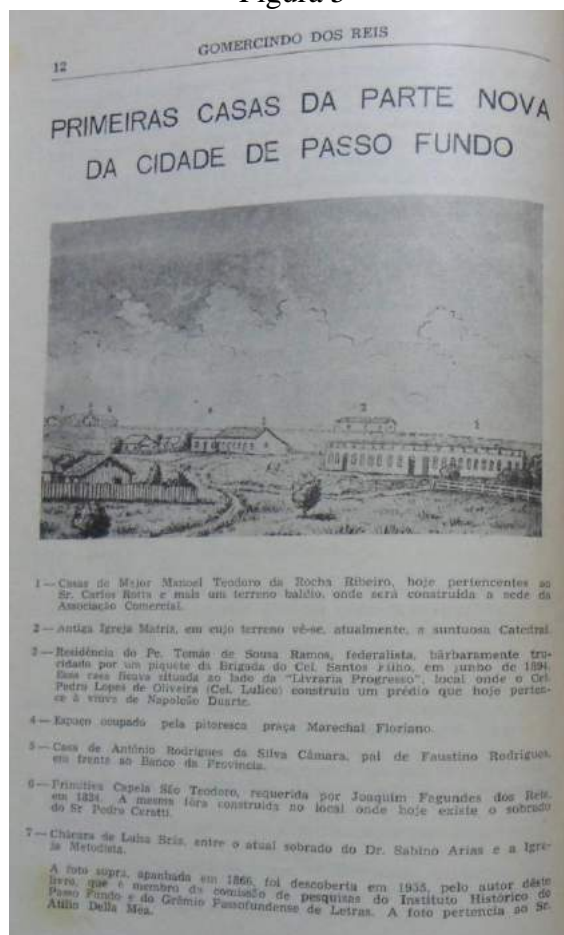 Figura 3
GOMERCINDO DOS REIS
12
PRIMEIRAS CASAS DA PARTE NOVA
DA CIDADE DE PASSO FUNDO
7
6
2
1
1 — Casas do Major Manoel Teodoro da Rocha Ribeiro, hoje pertencentes ao
Sr. Carlos Rotta e mais um terreno baldio, onde será construida a sede da
Associação Comercial.
2 — Antiga Igreja Matriz, em cujo terreno vê-se, atualmente, a suntuosa Catedral.
3 — Residência do Pe. Tomás de Sousa Ramos, federalista, bàrbaramente tru-
cidado por um piquete da Brigada do Cel. Santos Filho, em junho de 1894.
Essa casa ficava situada ao lado da "Livraria Progresso", local onde o Cel.
Pedro Lopes de Oliveira (Cel. Lulico) construiu um prédio que hoje perten-
ce à viuva de Napoleão Duarte.
4 — Espaço ocupado pela pitoresca praça Marechal Floriano.
5 — Casa de Antônio Rodrigues da Silva Câmara, pai de Faustino Rodrigues,
em frente ao Banco da Provincia.
6 — Primitiva Capela São Teodoro, requerida por Joaquim Fagundes dos Reis,
em 1834. A mesma fôra construida no local onde hoje existe o sobrado
do Sr. Pedro Ceratti.
7 — Chácara de Luisa Reis, entre o atual sobrado do Dr. Sabino Arias e a Igre-
ja Metodista.
A foto supra, apanhada em 1866, foi descoberta em 1955, pelo autor dêste
livro, que é membro da comissão de pesquisas do Instituto Histórico de
Passo Fundo e do Grêmio Passofundense de Letras. A foto pertencia ao Sr.
Atilio Della Méa.